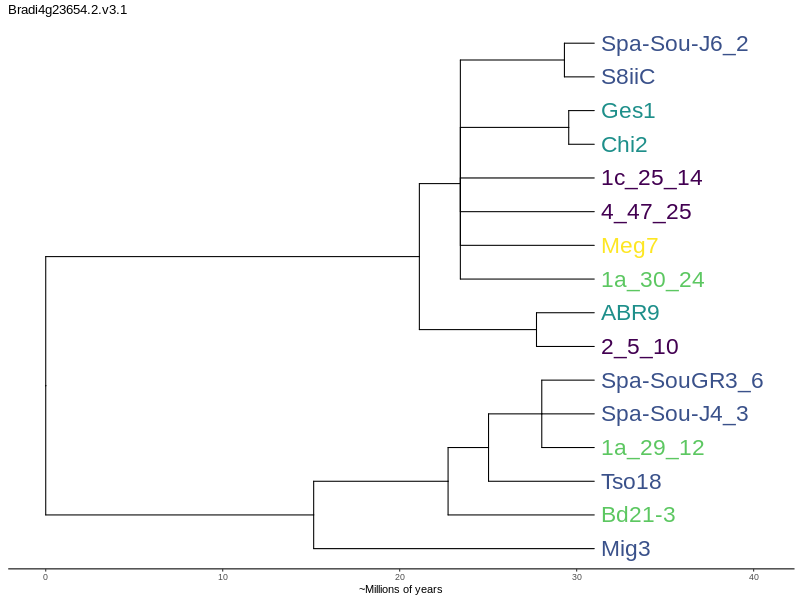 Bradi4g23654.2.v3.1
Spa-Sou-J6_2
S8iiC
Ges1
Chi2
1c_25_14
4_47_25
Meg7
1a_30_24
ABR9
2_5_10
Spa-SouGR3_6
Spa-Sou-J4_3
1a_29_12
Tso18
Bd21-3
Mig3
0 10 20 30 40
~Millions of years